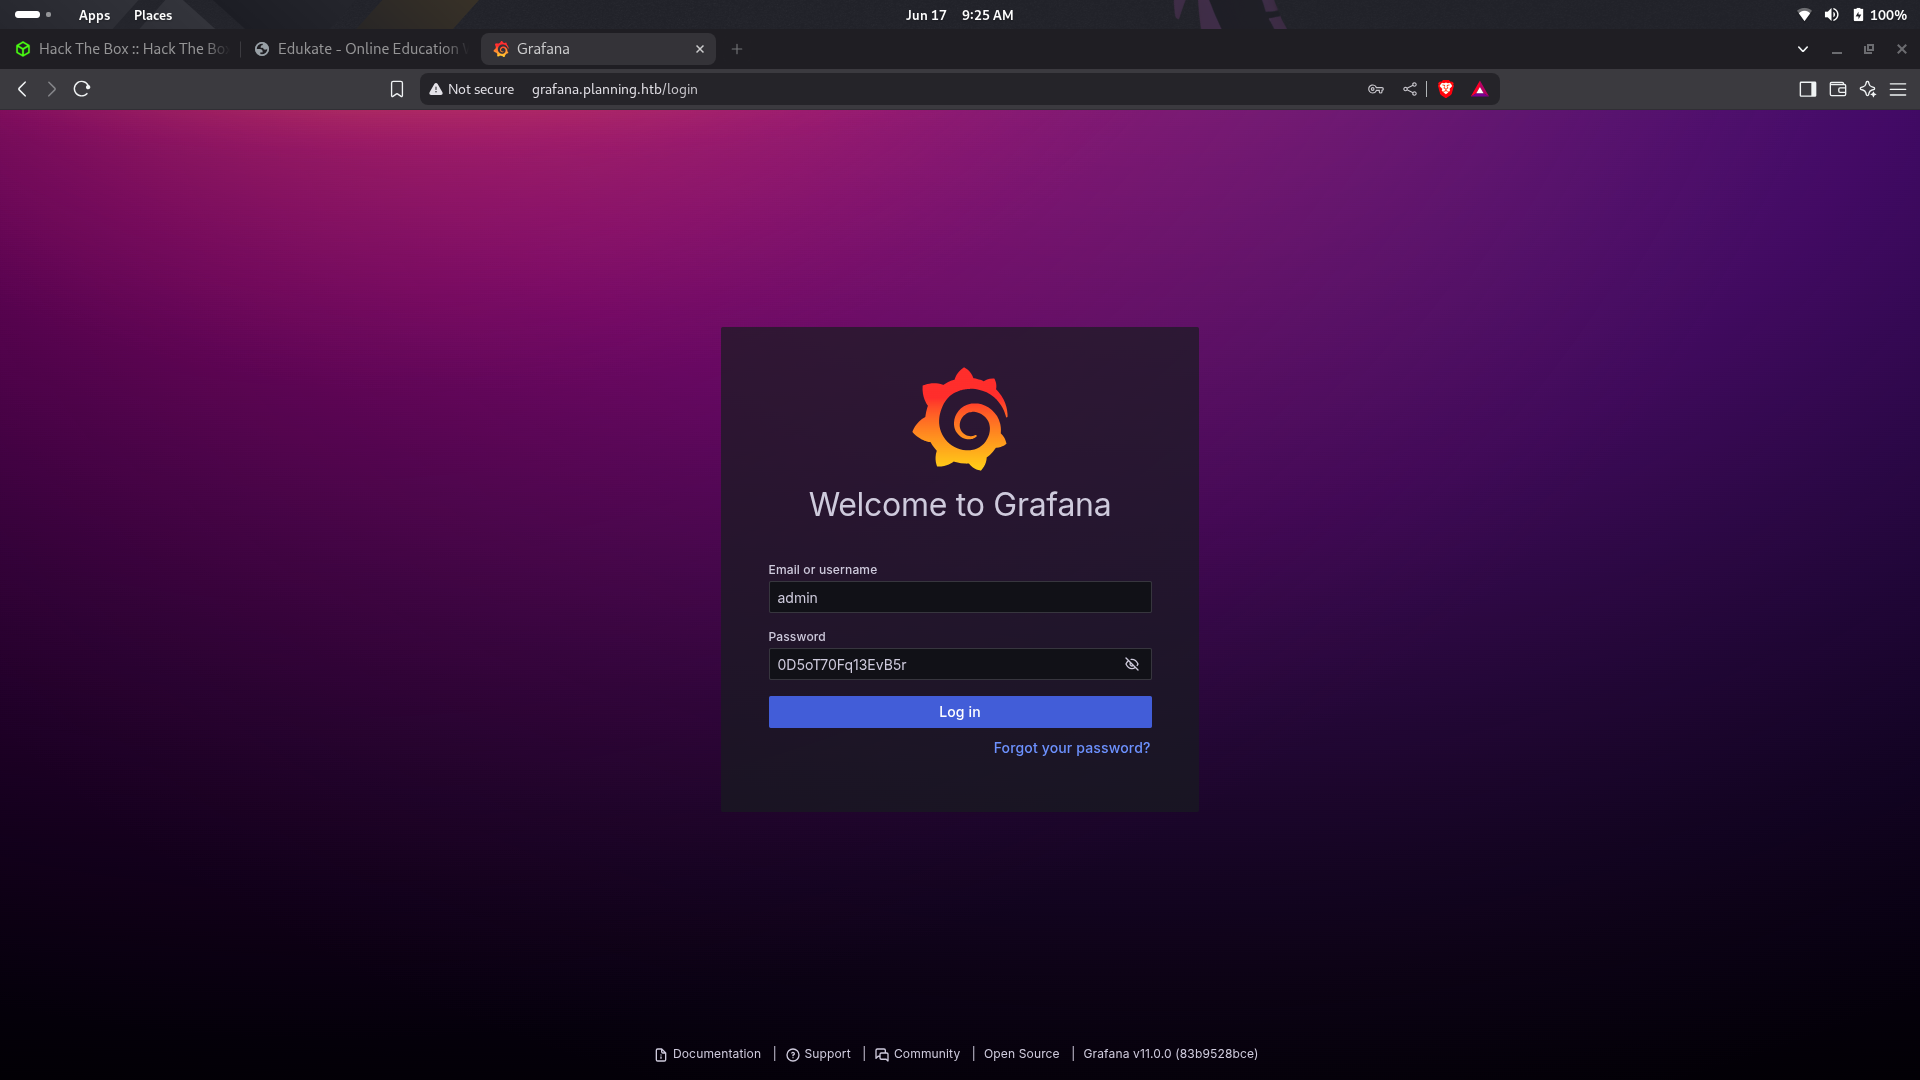 Apps Places Jun 17 9:25 AM 100%
Hack The Box :: Hack The Bo Edukate - Online Education Grafana
Not secure grafana.planning.htb/login
Welcome to Grafana
Email or username
admin
Password
0D5oT70Fq13EvB5r
Log in
Forgot your password?
Documentation | Support | Community | Open Source | Grafana v11.0.0 (83b9528bce)